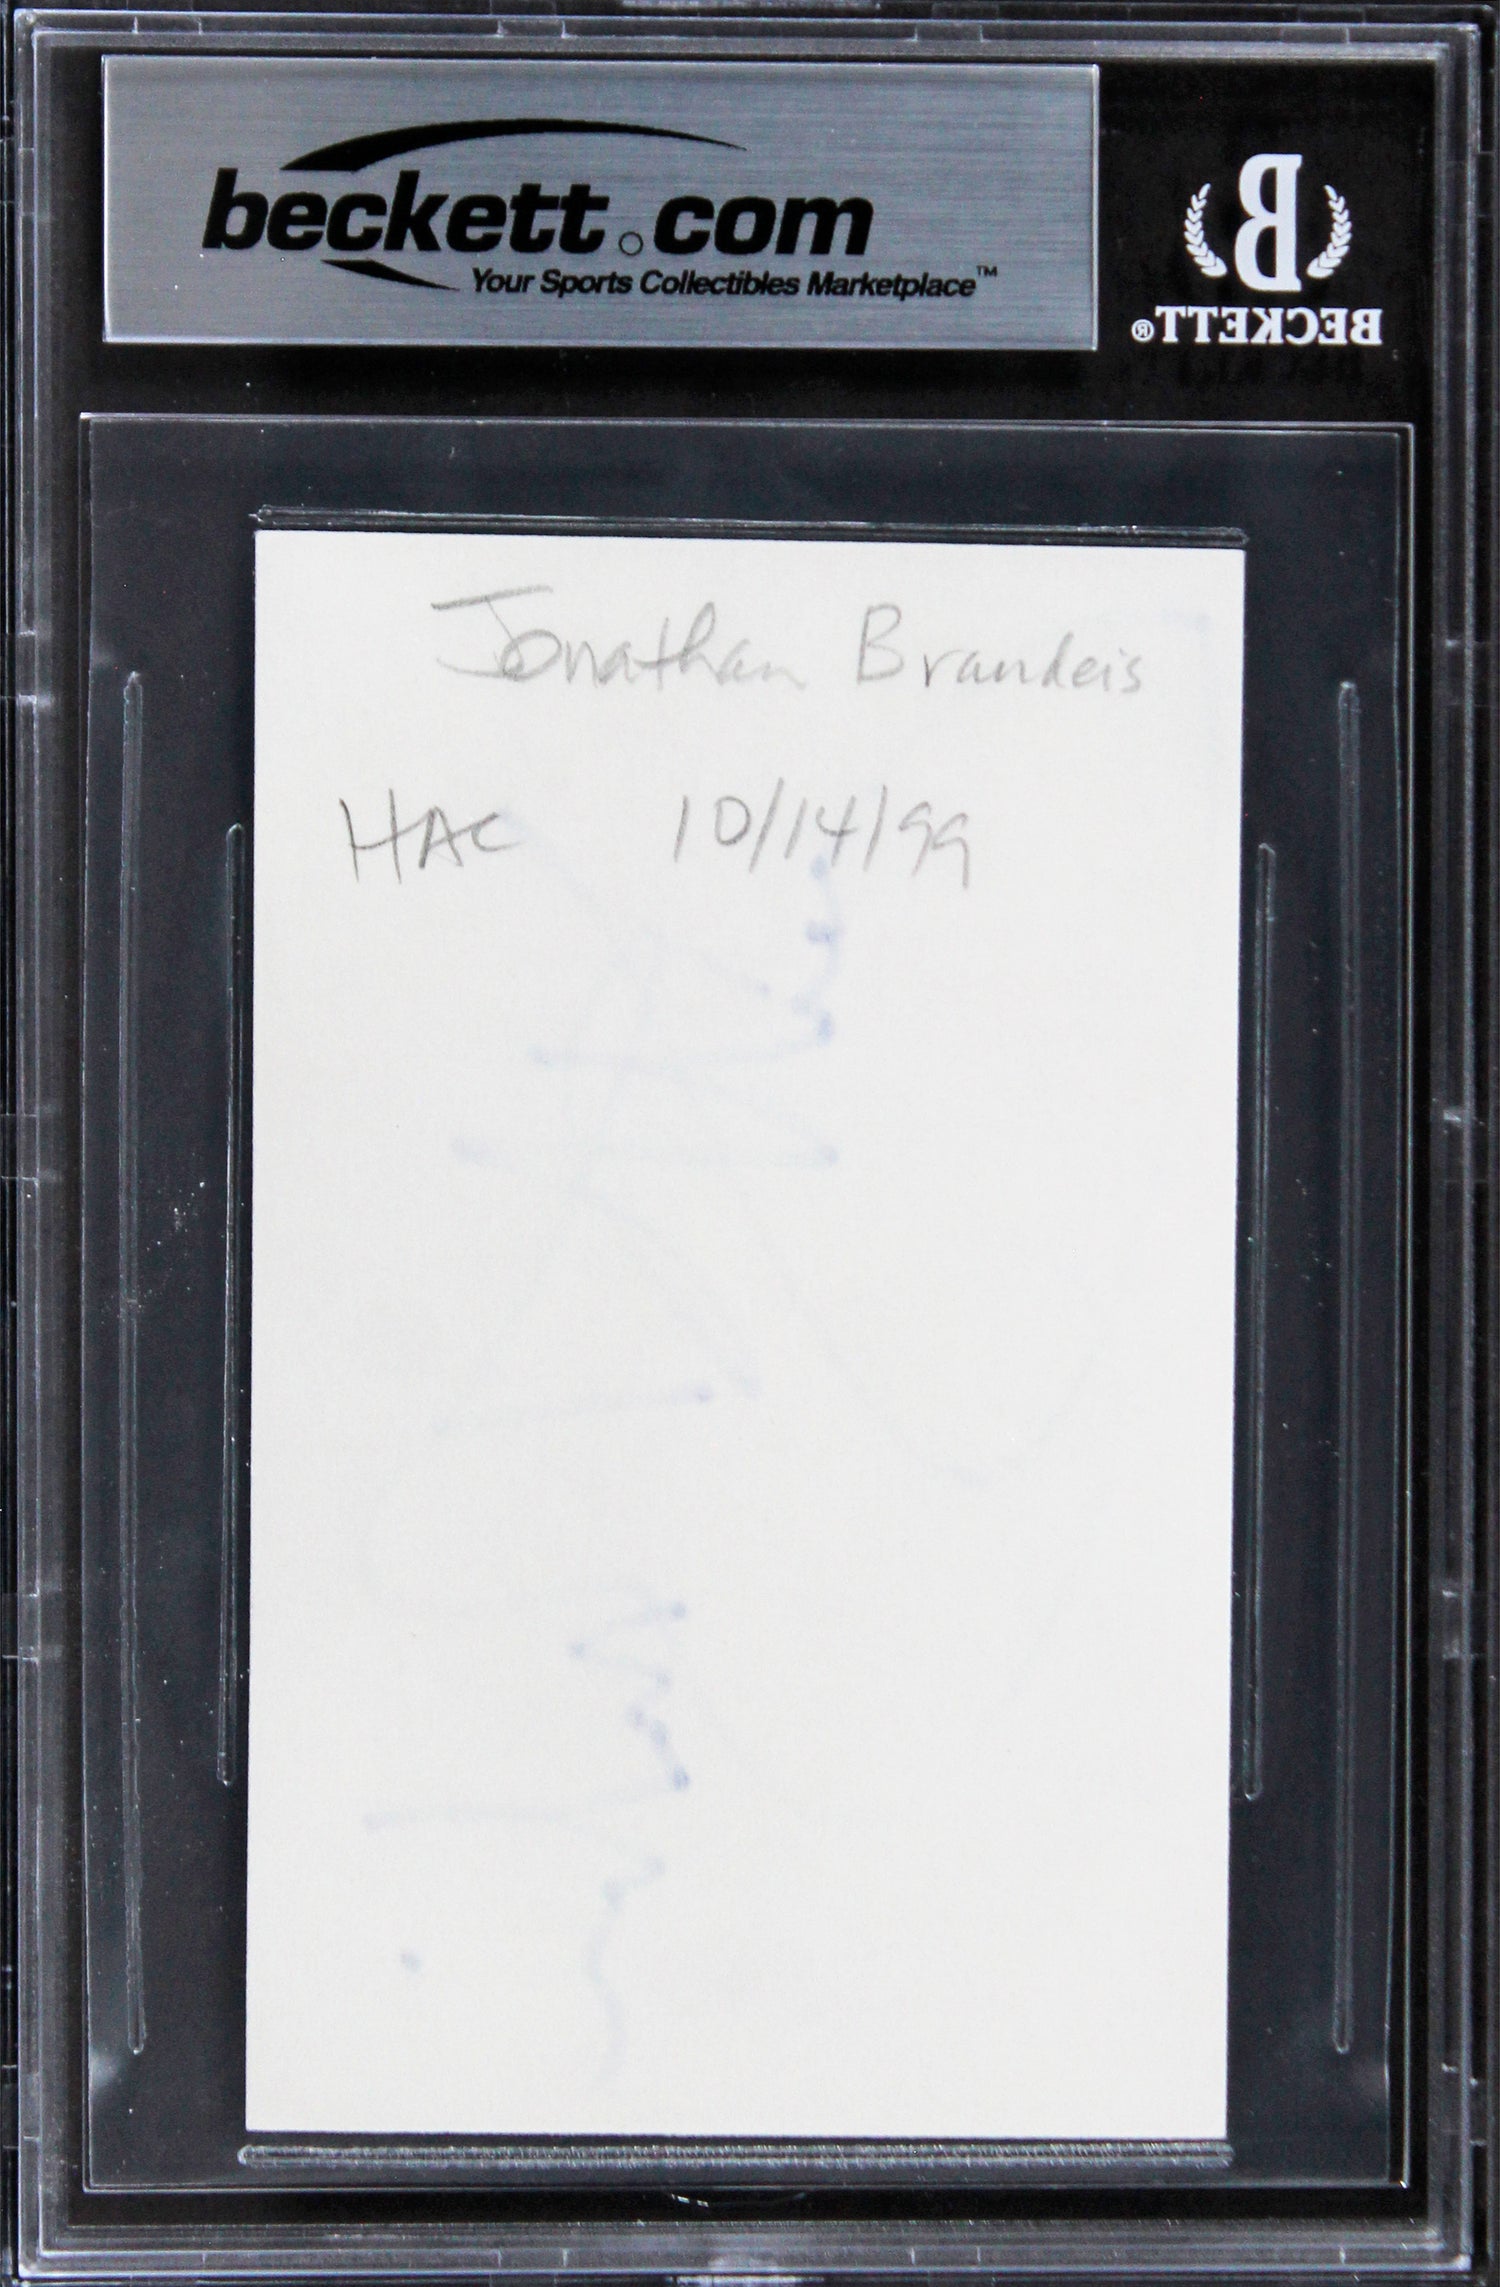 beckett.com
Your Sports Collectibles Marketplace™
BECKETT®
Jonathan Brandeis
HAC 10/14/99